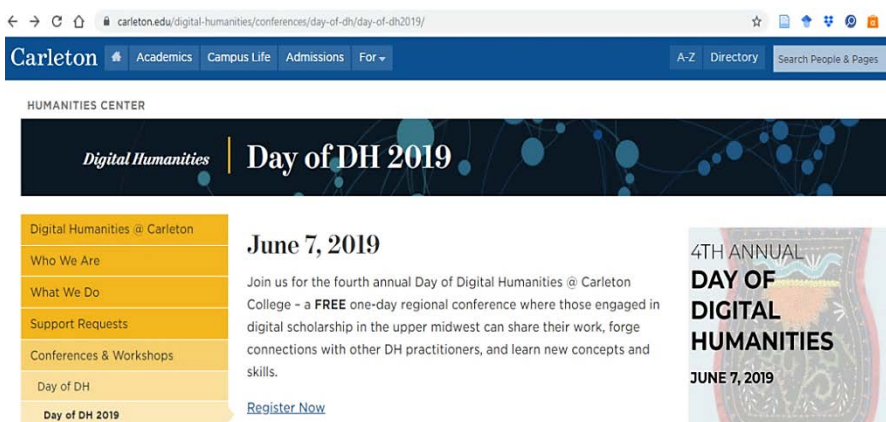 carleton.edu/digital-humanities/conferences/day-of-dh/day-of-dh2019/
Carleton Academics Campus Life Admissions For A-Z Directory Search People & Pages
HUMANITIES CENTER
Digital Humanities Day of DH 2019
Digital Humanities @ Carleton
Who We Are
What We Do
Support Requests
Conferences & Workshops
Day of DH
Day of DH 2019
June 7, 2019
Join us for the fourth annual Day of Digital Humanities @ Carleton
College – a FREE one-day regional conference where those engaged in
digital scholarship in the upper midwest can share their work, forge
connections with other DH practitioners, and learn new concepts and
skills.
Register Now
4TH ANNUAL
DAY OF
DIGITAL
HUMANITIES
JUNE 7, 2019